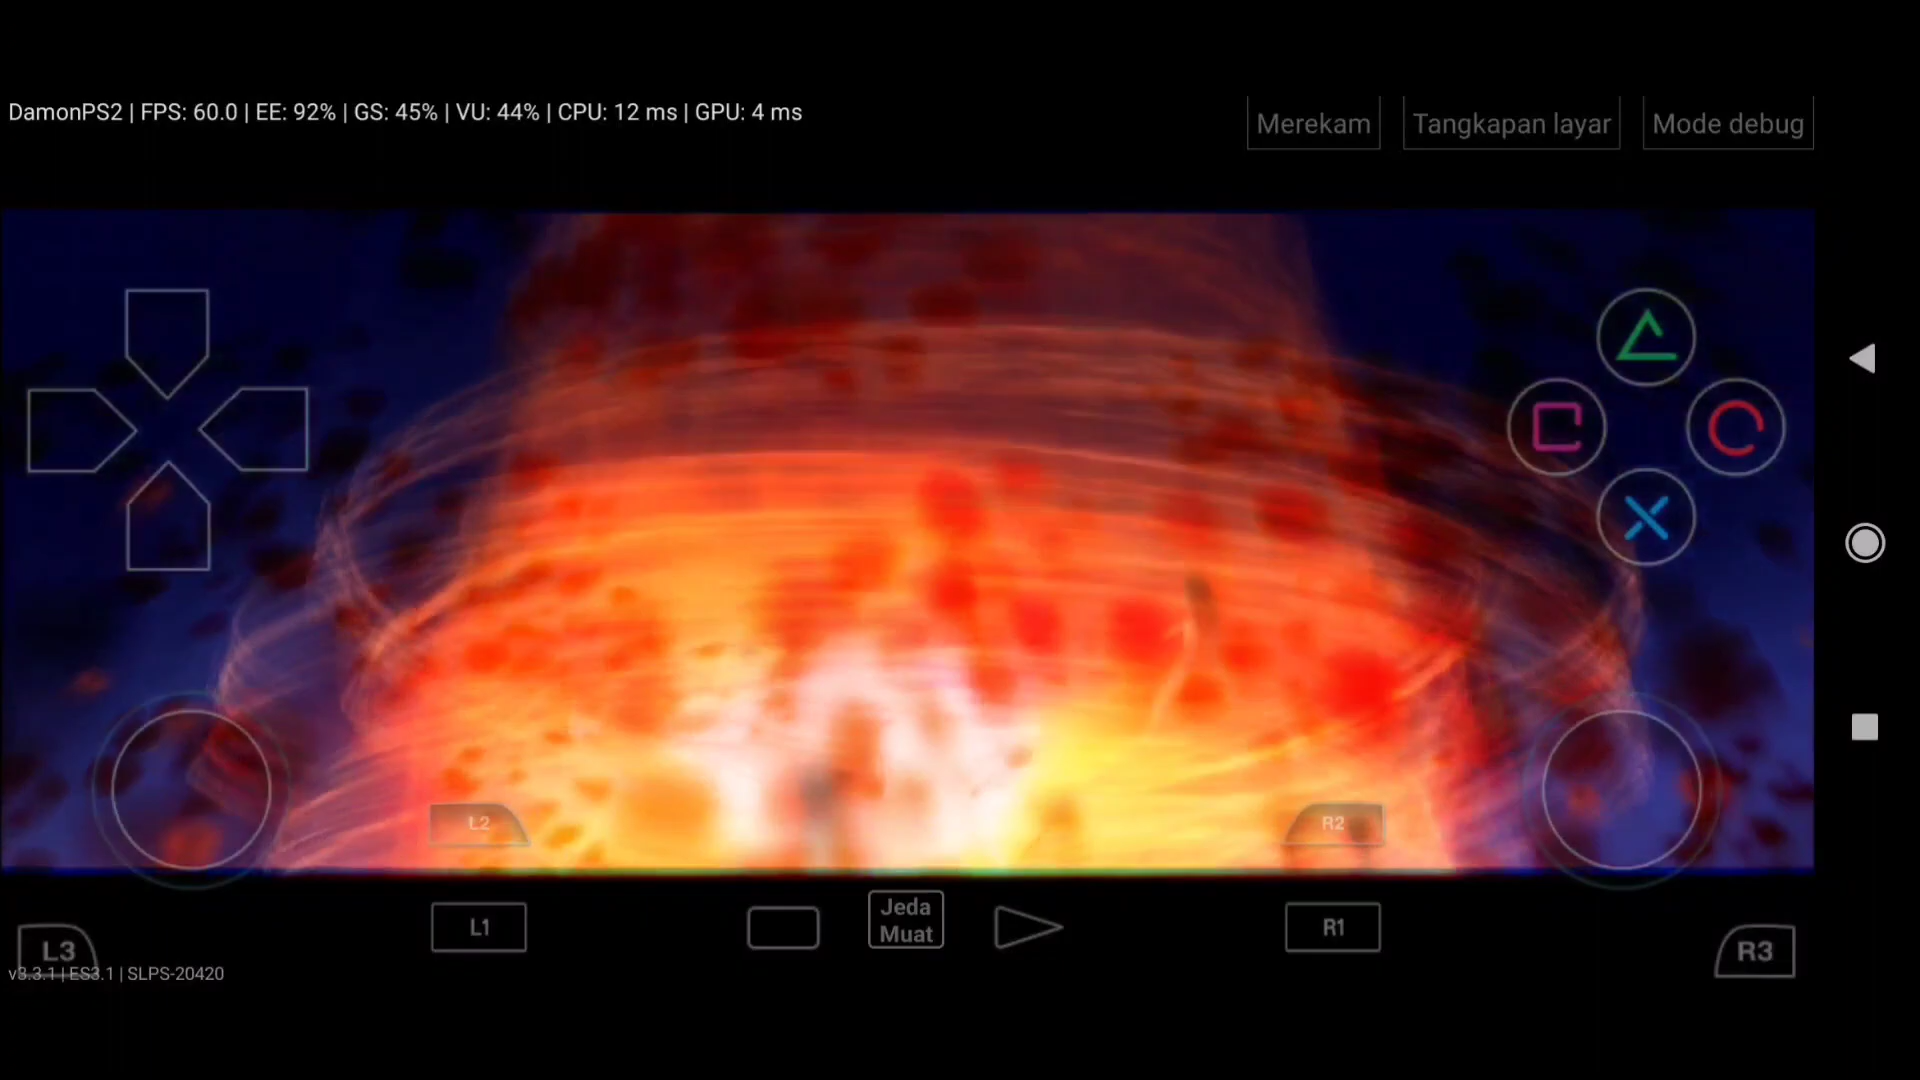 DamonPS2 | FPS: 60.0 | EE: 92% | GS: 45% | VU: 44% | CPU: 12 ms | GPU: 4 ms
Merekam
Tangkapan layar
Mode debug
L2
R2
L1
Jeda
Muat
R1
L3
R3
v3.3.1 | ES3.1 | SLPS-20420